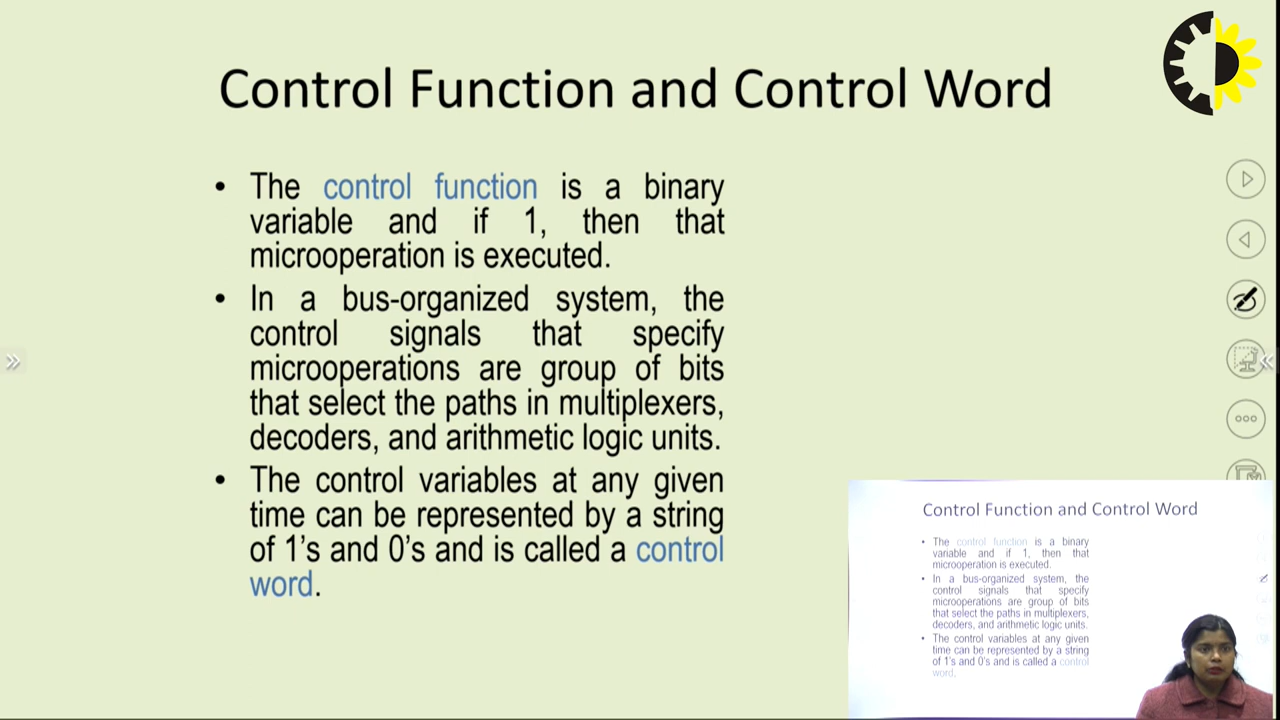 Control Function and Control Word
• The control function is a binary
variable and if 1, then that
microoperation is executed.
• In a bus-organized system, the
control signals that specify
microoperations are group of bits
that select the paths in multiplexers,
decoders, and arithmetic logic units.
• The control variables at any given
time can be represented by a string
of 1's and 0's and is called a control
word.
Control Function and Control Word
• The control function is a binary
variable and if 1, then that
microoperation is executed.
• In a bus-organized system, the
control signals that specify
microoperations are group of bits
that select the paths in multiplexers,
decoders, and arithmetic logic units.
• The control variables at any given
time can be represented by a string
of 1's and 0's and is called a control
word.